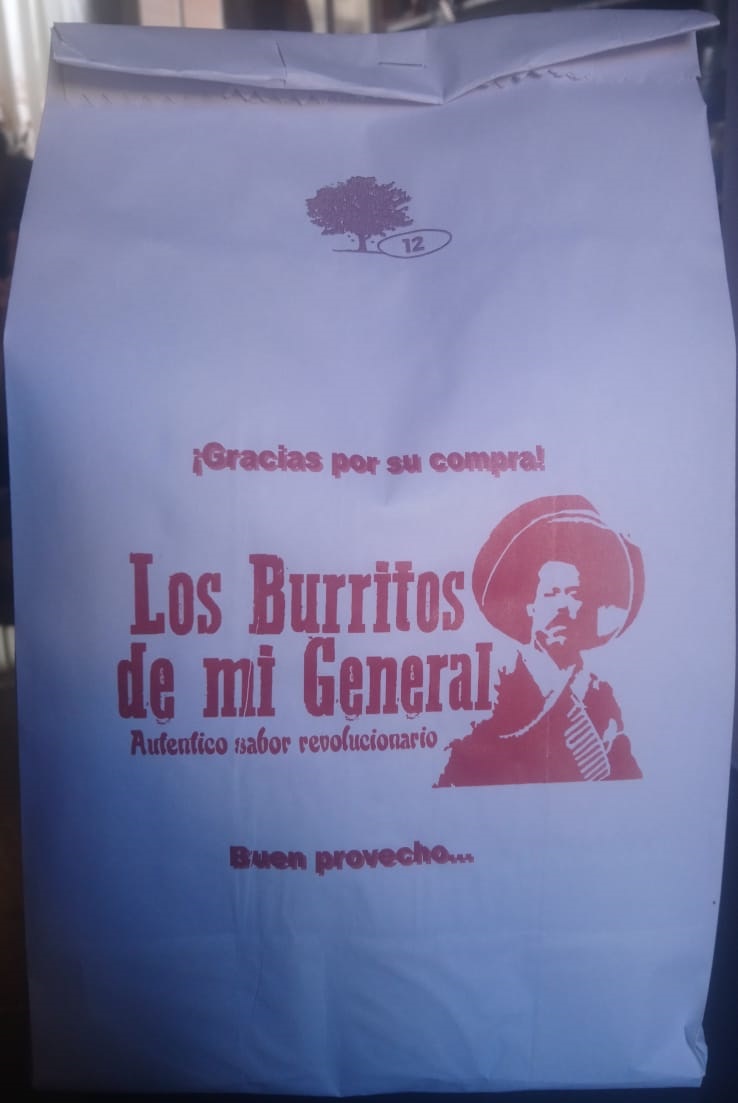 12
¡Gracias por su compra!
Los Burritos
de mi General
Autentico sabor revolucionario
Buen provecho...